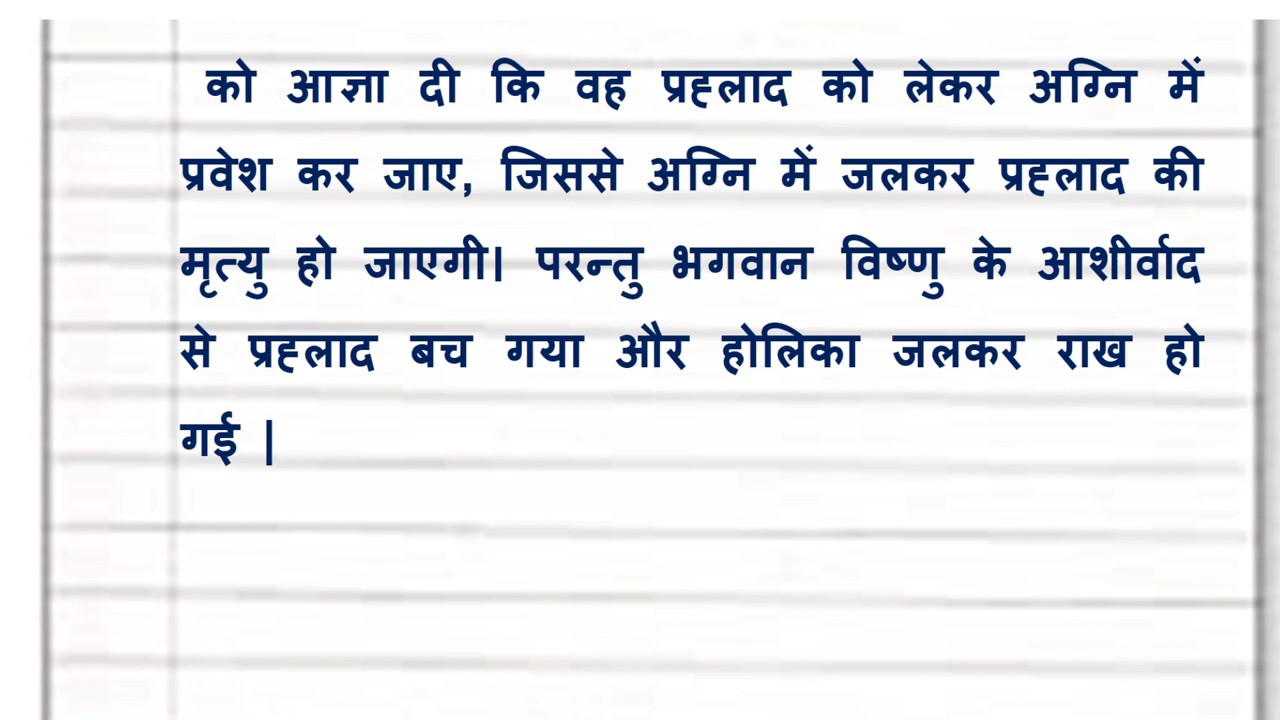 को आज्ञा दी कि वह प्रह्लाद को लेकर अग्नि में
प्रवेश कर जाए, जिससे अग्नि में जलकर प्रह्लाद की
मृत्यु हो जाएगी। परन्तु भगवान विष्णु के आशीर्वाद
से प्रह्लाद बच गया और होलिका जलकर राख हो
गई |